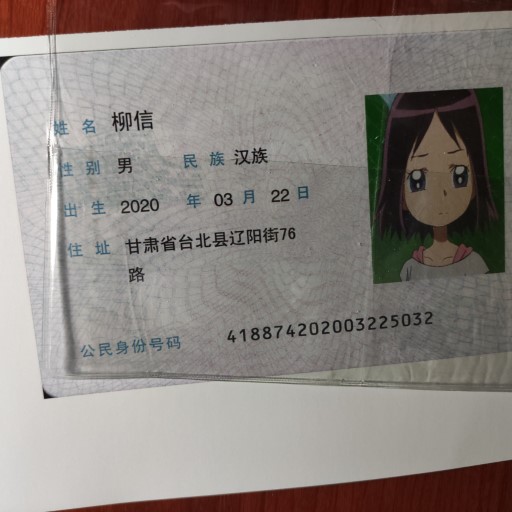 姓名 柳信
性别 男 民族 汉族
出生 2020 年 03 月 22 日
住址 甘肃省台北县辽阳街76
路
公民身份号码 418874202003225032